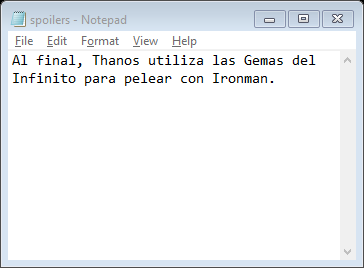 spoilers - Notepad
File Edit Format View Help
Al final, Thanos utiliza las Gemas del
Infinito para pelear con Ironman.